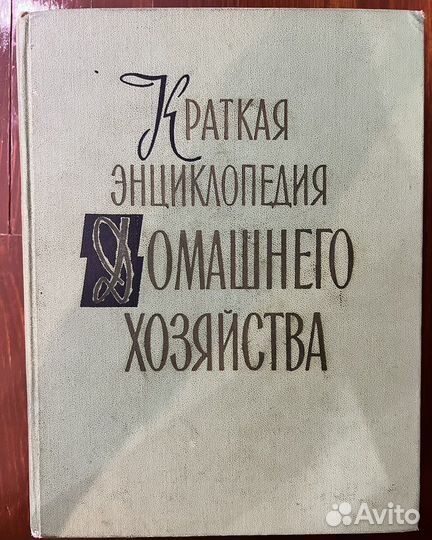 КРАТКАЯ
ЭНЦИКЛОПЕДИЯ
ДОМАШНЕГО
ХОЗЯЙСТВА
Avito